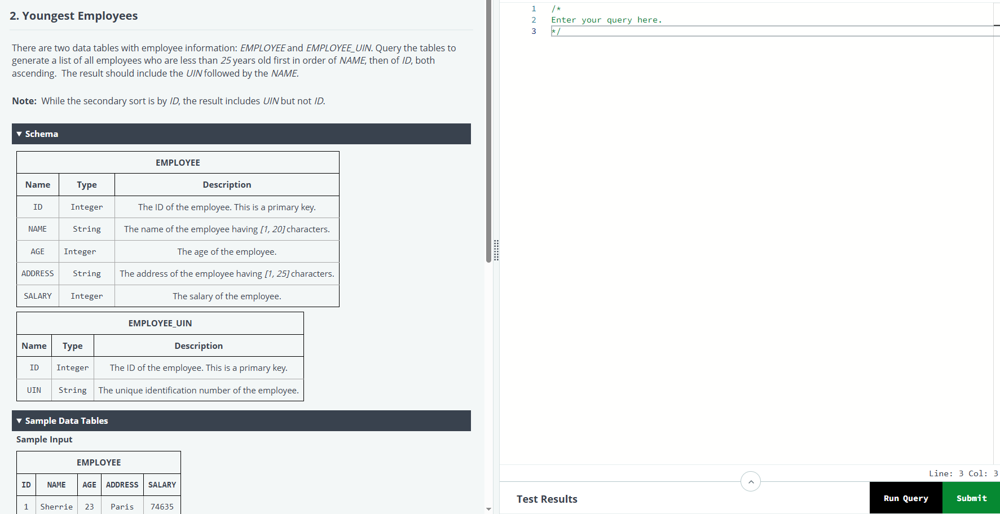 2. Youngest Employees
There are two data tables with employee information: EMPLOYEE and EMPLOYEE_UIN. Query the tables to
generate a list of all employees who are less than 25 years old first in order of NAME, then of ID, both
ascending.  The result should include the UIN followed by the NAME.
Note:  While the secondary sort is by ID, the result includes UIN but not ID.
▼ Schema
EMPLOYEE
Name Type Description
ID Integer The ID of the employee. This is a primary key.
NAME String The name of the employee having [1, 20] characters.
AGE Integer The age of the employee.
ADDRESS String The address of the employee having [1, 25] characters.
SALARY Integer The salary of the employee.
EMPLOYEE_UIN
Name Type Description
ID Integer The ID of the employee. This is a primary key.
UIN String The unique identification number of the employee.
▼ Sample Data Tables
Sample Input
EMPLOYEE
ID NAME AGE ADDRESS SALARY
1 Sherrie 23 Paris 74635
1 /*
2 Enter your query here.
3 */
Line: 3 Col: 3
Test Results
Run Query
Submit